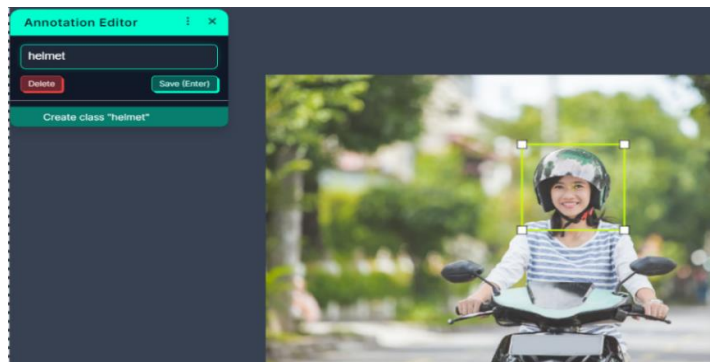 Annotation Editor
helmet
Delete Save (Enter)
Create class "helmet"